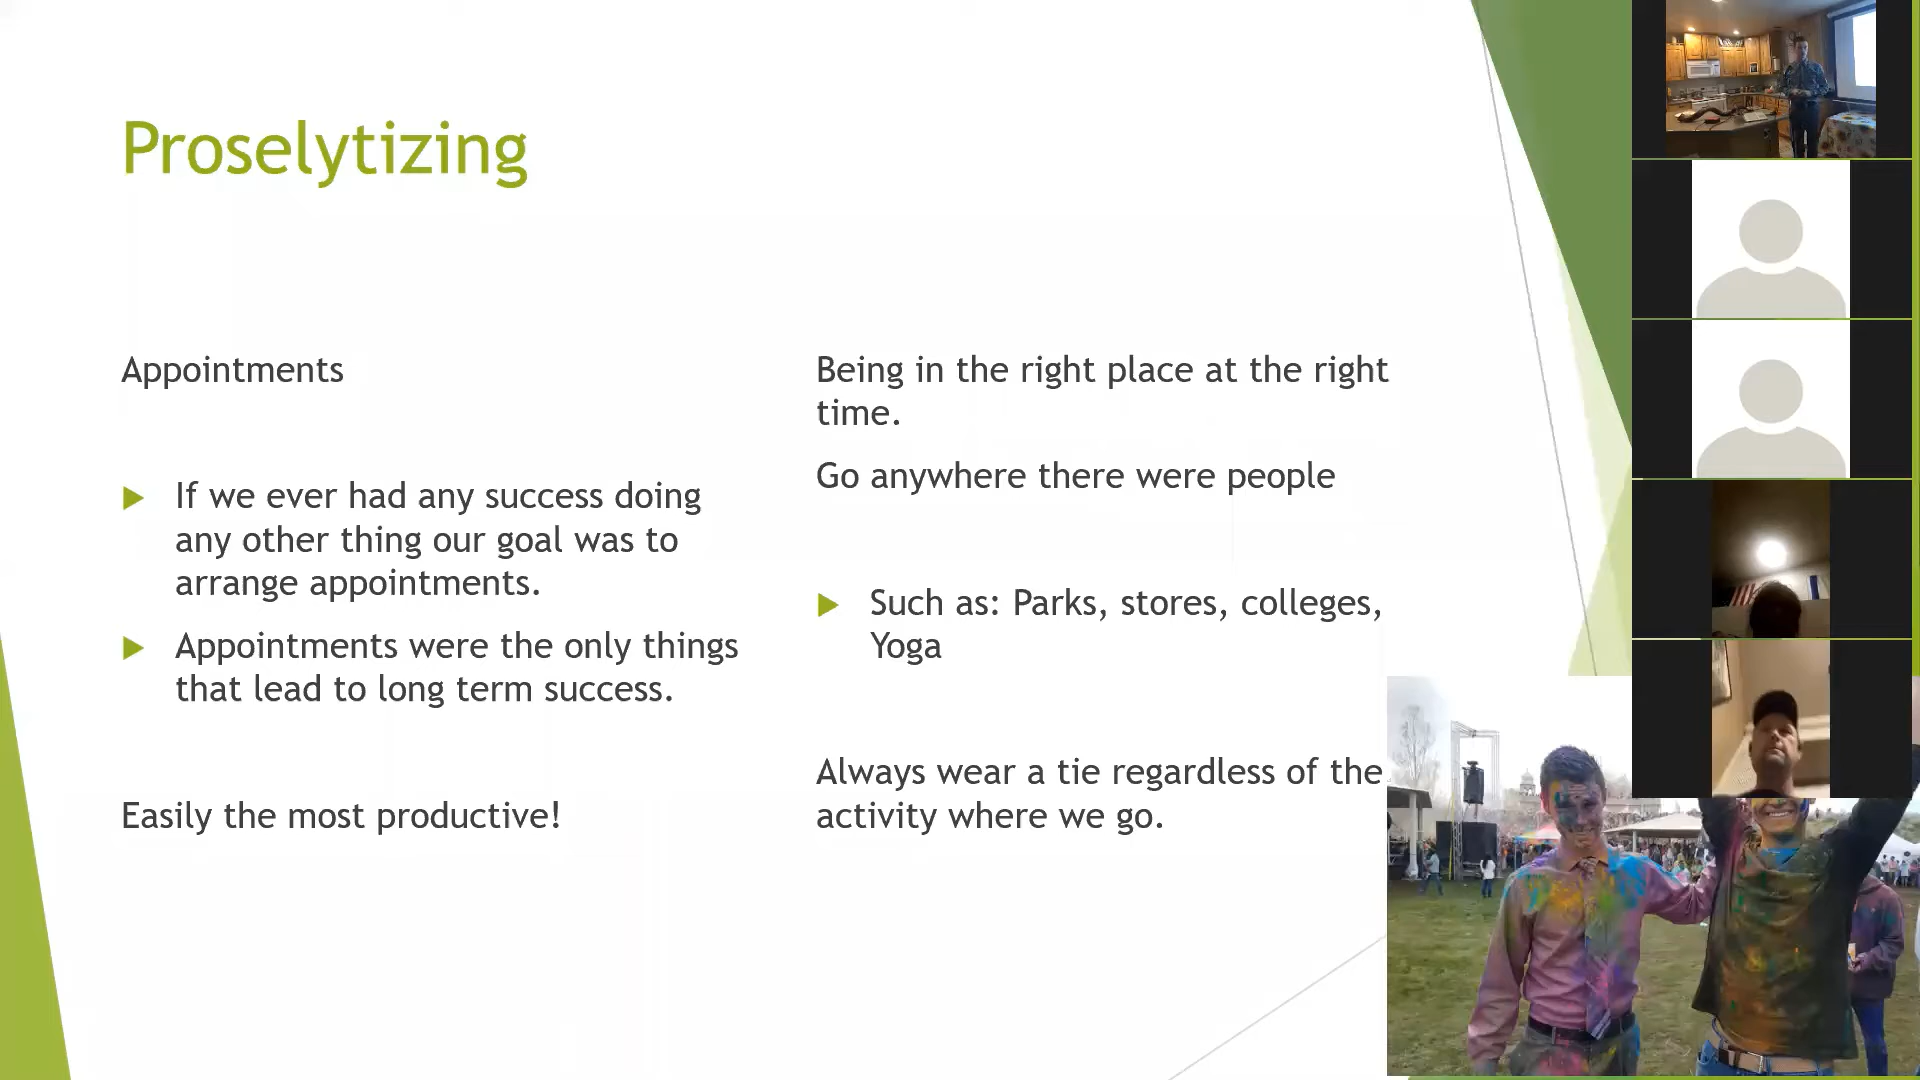 Proselytizing
Appointments
If we ever had any success doing
any other thing our goal was to
arrange appointments.
Appointments were the only things
that lead to long term success.
Easily the most productive!
Being in the right place at the right
time.
Go anywhere there were people
Such as: Parks, stores, colleges,
Yoga
Always wear a tie regardless of the
activity where we go.